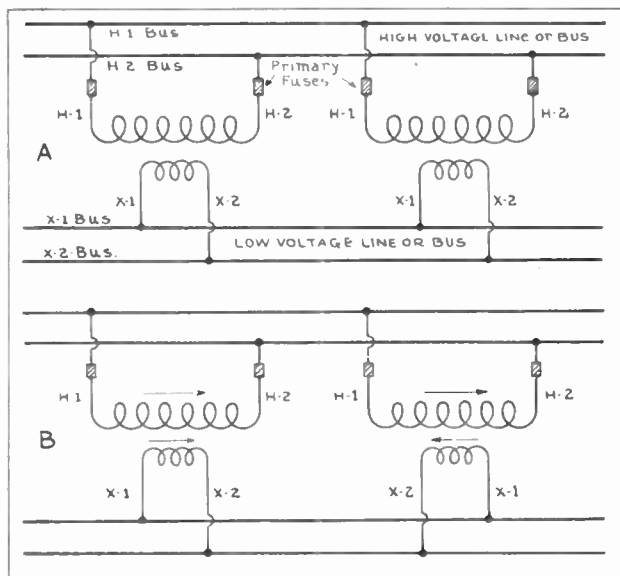 H 1 Bus
HIGH VOLTAGE LINE OR BUS
H 2 Bus
Primary
Fuses
H-1
H-2
H-1
H-2
A
X-1
X-2
X-1
X-2
X-1 Bus
X-2 Bus.
LOW VOLTAGE LINE OR BUS
H 1
H-2
H-1
H-2
B
X-1
X-2
X-2
X-1